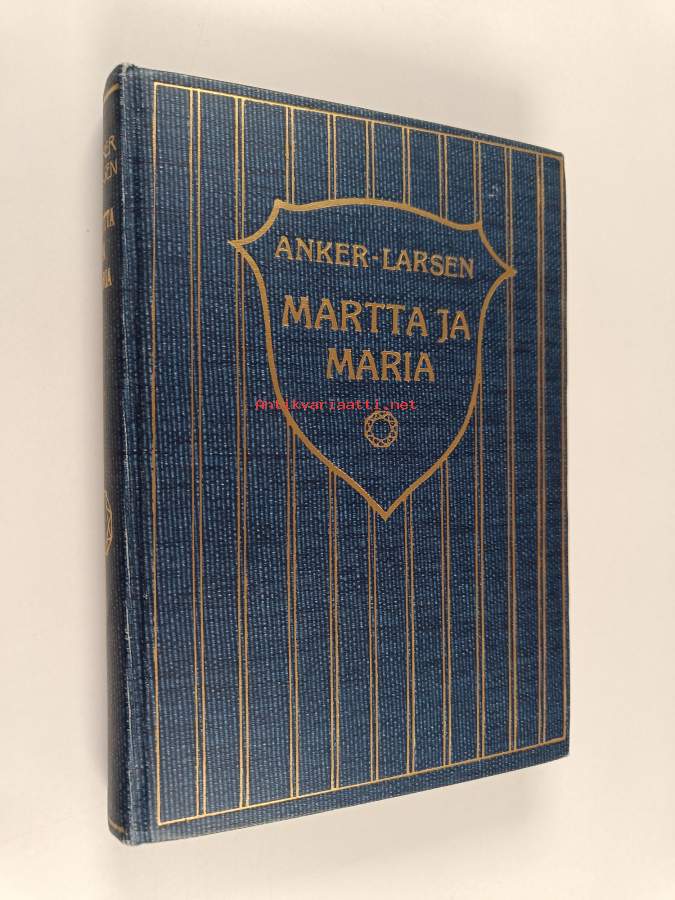 ANKER-LARSEN
MARTTA JA
MARIA
Antikvariaatti.net